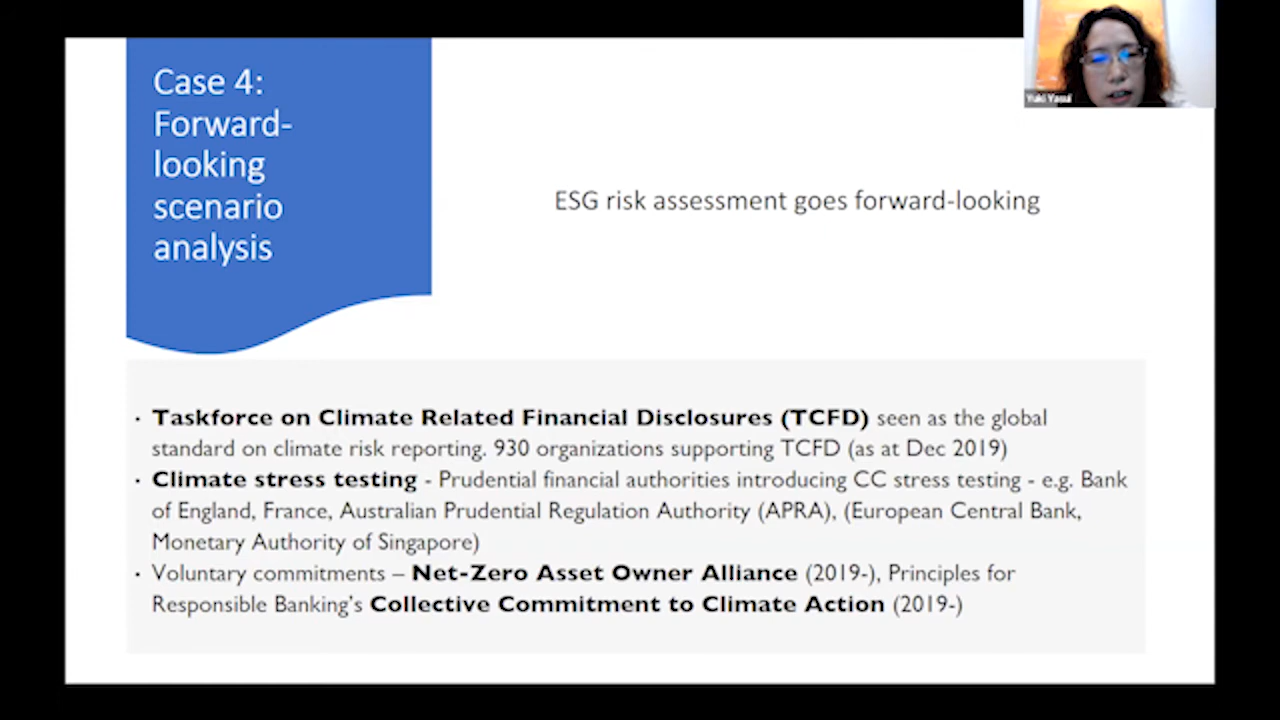 Case 4:
Forward-
looking
scenario
analysis
Yuki Yasui
ESG risk assessment goes forward-looking
· Taskforce on Climate Related Financial Disclosures (TCFD) seen as the global
standard on climate risk reporting. 930 organizations supporting TCFD (as at Dec 2019)
· Climate stress testing - Prudential financial authorities introducing CC stress testing - e.g. Bank
of England, France, Australian Prudential Regulation Authority (APRA), (European Central Bank,
Monetary Authority of Singapore)
· Voluntary commitments – Net-Zero Asset Owner Alliance (2019-), Principles for
Responsible Banking’s Collective Commitment to Climate Action (2019-)